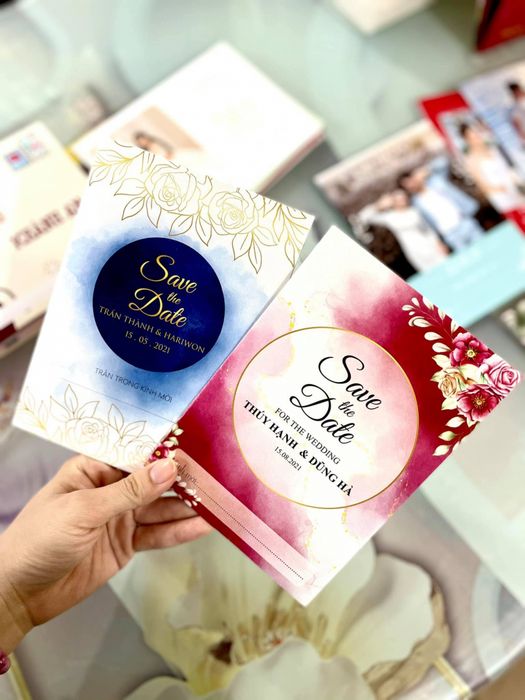 Save
the
Date
TRẤN THÀNH & HARIWON
15 . 05 . 2021
TRÂN TRỌNG KÍNH MỜI
Save
the
Date
FOR THE WEDDING
THÚY HẠNH & DŨNG HÀ
15.08.2021